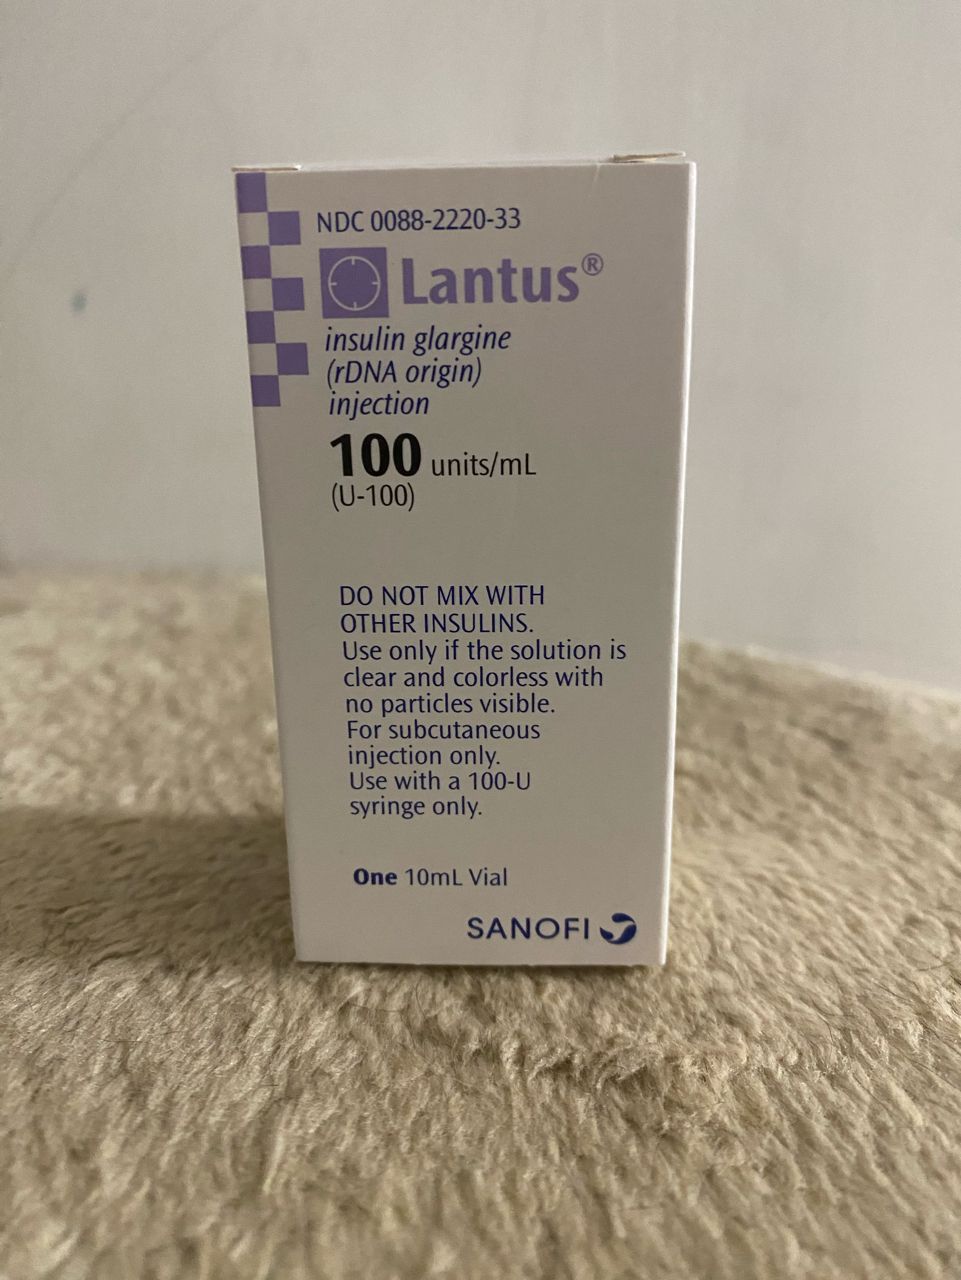 NDC 0088-2220-33
Lantus®
insulin glargine
(rDNA origin)
injection
100 units/mL
(U-100)
DO NOT MIX WITH
OTHER INSULINS.
Use only if the solution is
clear and colorless with
no particles visible.
For subcutaneous
injection only.
Use with a 100-U
syringe only.
One 10mL Vial
SANOFI